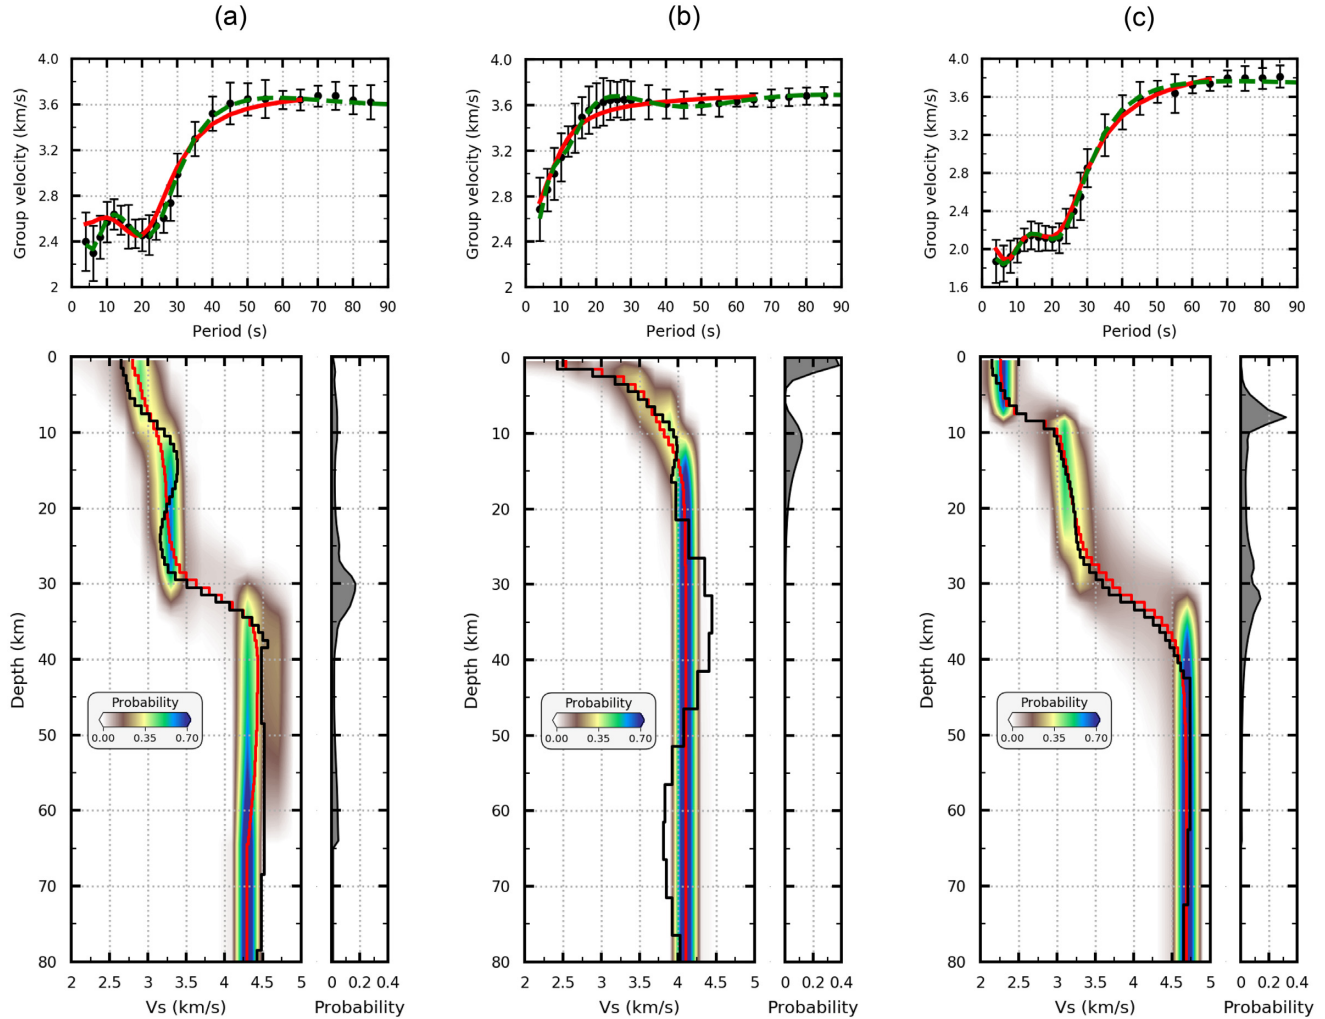 (a)
(b)
(c)
Group velocity (km/s)
4.0
3.6
3.2
2.8
2.4
2
0 10 20 30 40 50 60 70 80 90
Period (s)
Group velocity (km/s)
4.0
3.6
3.2
2.8
2.4
2
0 10 20 30 40 50 60 70 80 90
Period (s)
Group velocity (km/s)
4.0
3.6
3.2
2.8
2.4
2.0
1.6
0 10 20 30 40 50 60 70 80 90
Period (s)
Depth (km)
0
10
20
30
40
50
60
70
80
Probability
0.00 0.35 0.70
2 2.5 3 3.5 4 4.5 5
Vs (km/s)
0 0.2 0.4
Probability
Depth (km)
0
10
20
30
40
50
60
70
80
Probability
0.00 0.35 0.70
2 2.5 3 3.5 4 4.5 5
Vs (km/s)
0 0.2 0.4
Probability
Depth (km)
0
10
20
30
40
50
60
70
80
Probability
0.00 0.35 0.70
2 2.5 3 3.5 4 4.5 5
Vs (km/s)
0 0.2 0.4
Probability